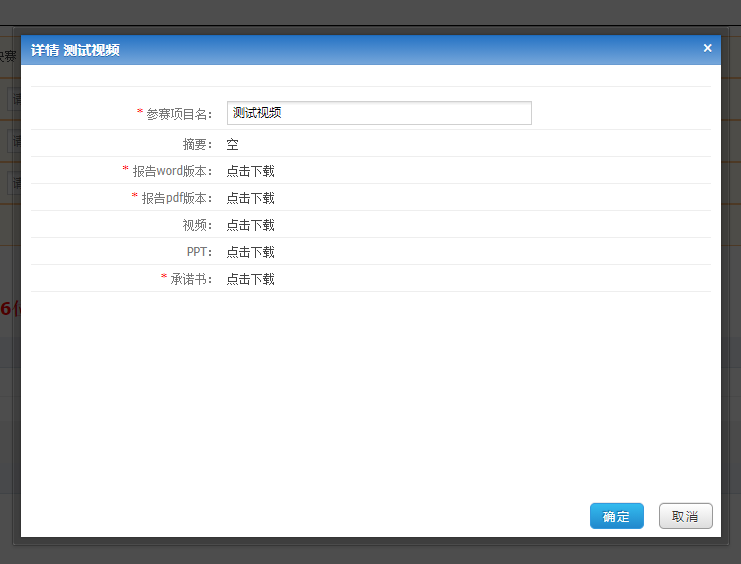 详情 测试视频 ×
* 参赛项目名： 测试视频
摘要： 空
* 报告word版本： 点击下载
* 报告pdf版本： 点击下载
视频： 点击下载
PPT： 点击下载
* 承诺书： 点击下载
确定 取消